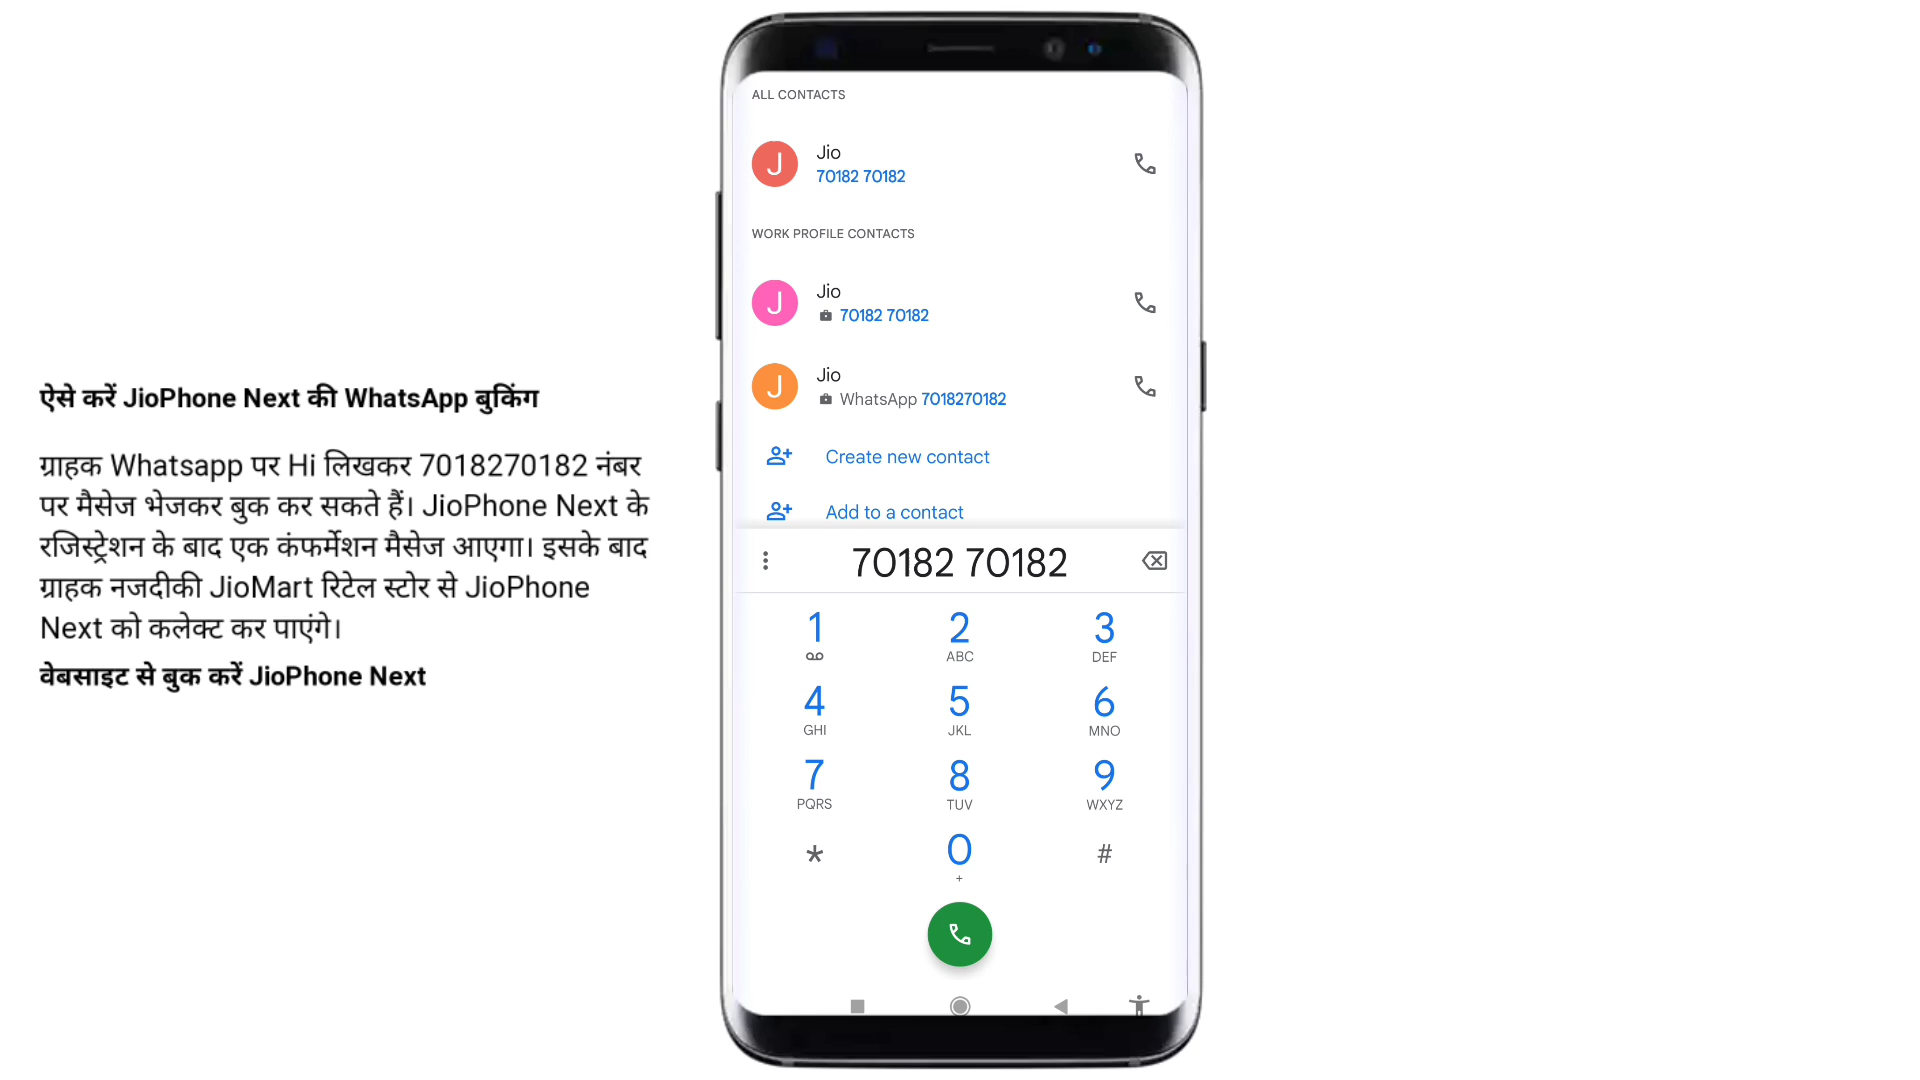 ऐसे करें JioPhone Next की WhatsApp बुकिंग
ग्राहक Whatsapp पर Hi लिखकर 7018270182 नंबर
पर मैसेज भेजकर बुक कर सकते हैं। JioPhone Next के
रजिस्ट्रेशन के बाद एक कंफर्मेशन मैसेज आएगा। इसके बाद
ग्राहक नजदीकी JioMart रिटेल स्टोर से JioPhone
Next को कलेक्ट कर पाएंगे।
वेबसाइट से बुक करें JioPhone Next
ALL CONTACTS
J
Jio
70182 70182
WORK PROFILE CONTACTS
J
Jio
70182 70182
J
Jio
WhatsApp 7018270182
Create new contact
Add to a contact
70182 70182
1 2 3
ABC DEF
4 5 6
GHI JKL MNO
7 8 9
PQRS TUV WXYZ
* 0 #
+